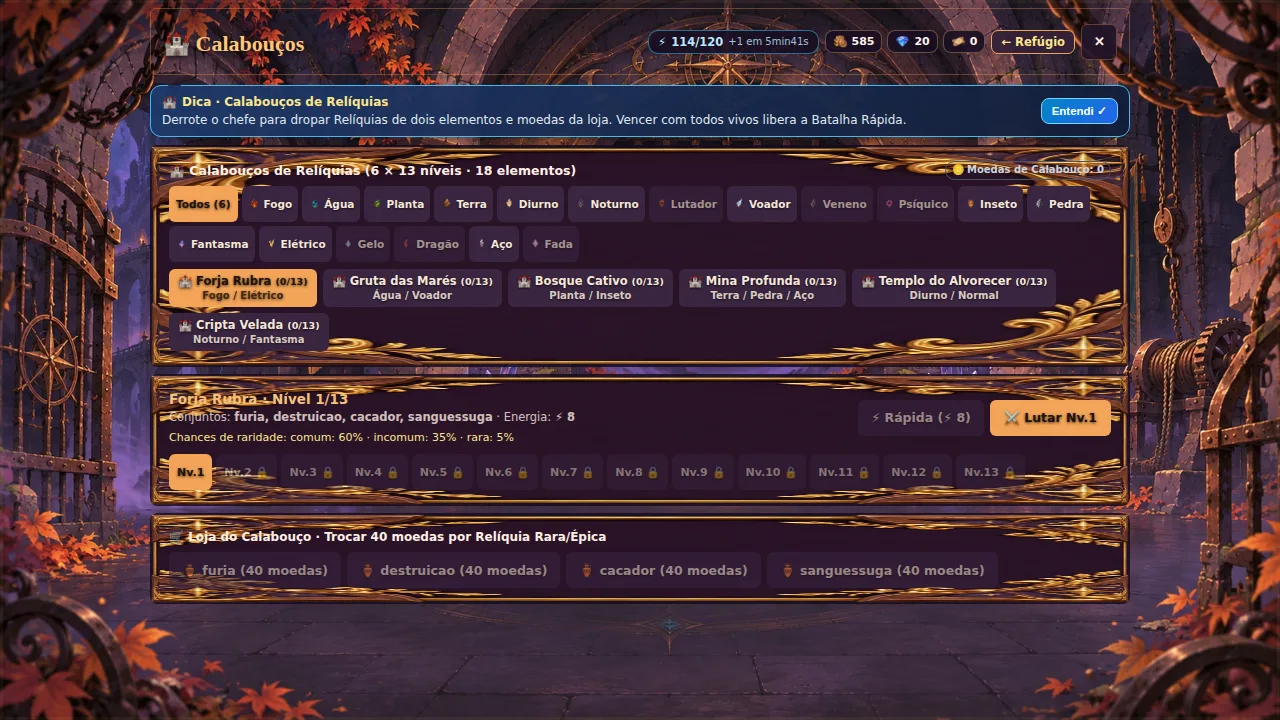 Calabouços
114/120 +1 em 5min41s
585
20
0
← Refúgio
×
Dica · Calabouços de Relíquias
Derrote o chefe para dropar Relíquias de dois elementos e moedas da loja. Vencer com todos vivos libera a Batalha Rápida.
Entendi ✓
Calabouços de Relíquias (6 × 13 níveis · 18 elementos)
Moedas de Calabouço: 0
Todos (6) Fogo Água Planta Terra Diurno Noturno Lutador Voador Veneno Psíquico Inseto Pedra
Fantasma Elétrico Gelo Dragão Aço Fada
Forja Rubra (0/13)
Fogo / Elétrico
Gruta das Marés (0/13)
Água / Voador
Bosque Cativo (0/13)
Planta / Inseto
Mina Profunda (0/13)
Terra / Pedra / Aço
Templo do Alvorecer (0/13)
Diurno / Normal
Cripta Velada (0/13)
Noturno / Fantasma
Forja Rubra · Nível 1/13
Conjuntos: furia, destruicao, cacador, sanguessuga · Energia: ⚡ 8
Chances de raridade: comum: 60% · incomum: 35% · rara: 5%
⚡ Rápida (⚡ 8)
⚔️ Lutar Nv.1
Nv.1 Nv.2 Nv.3 Nv.4 Nv.5 Nv.6 Nv.7 Nv.8 Nv.9 Nv.10 Nv.11 Nv.12 Nv.13
Loja do Calabouço · Trocar 40 moedas por Relíquia Rara/Épica
furia (40 moedas) destruicao (40 moedas) cacador (40 moedas) sanguessuga (40 moedas)